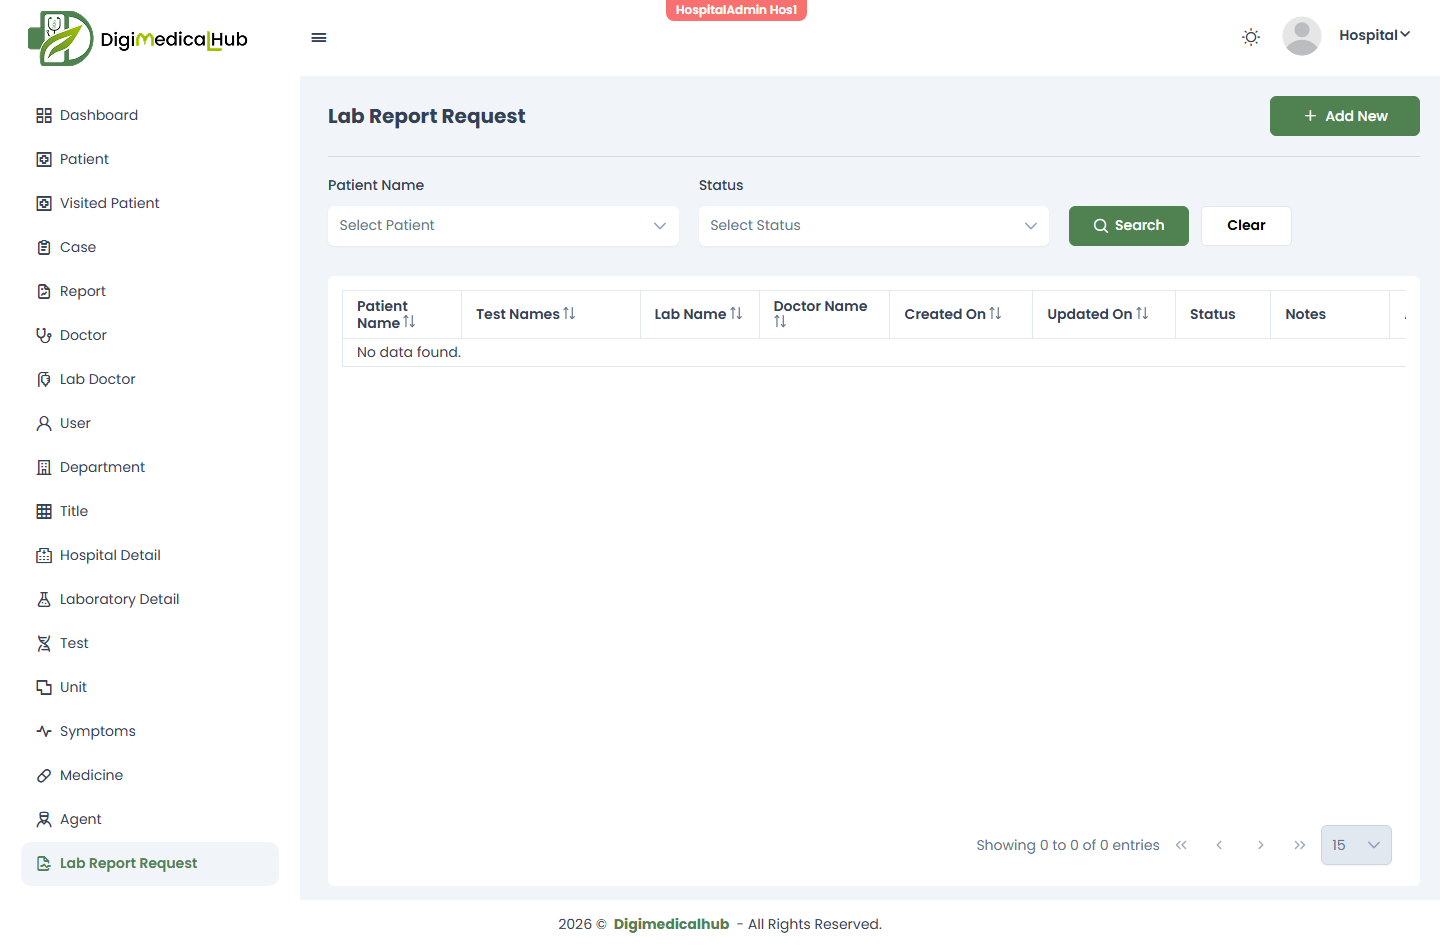 HospitalAdmin Hos1
DigiMedicalHub
Hospital
Dashboard
Patient
Visited Patient
Case
Report
Doctor
Lab Doctor
User
Department
Title
Hospital Detail
Laboratory Detail
Test
Unit
Symptoms
Medicine
Agent
Lab Report Request
Lab Report Request
+ Add New
Patient Name
Status
Select Patient
Select Status
Search
Clear
Patient Name
Test Names
Lab Name
Doctor Name
Created On
Updated On
Status
Notes
No data found.
Showing 0 to 0 of 0 entries
15
2026 © Digimedicalhub - All Rights Reserved.